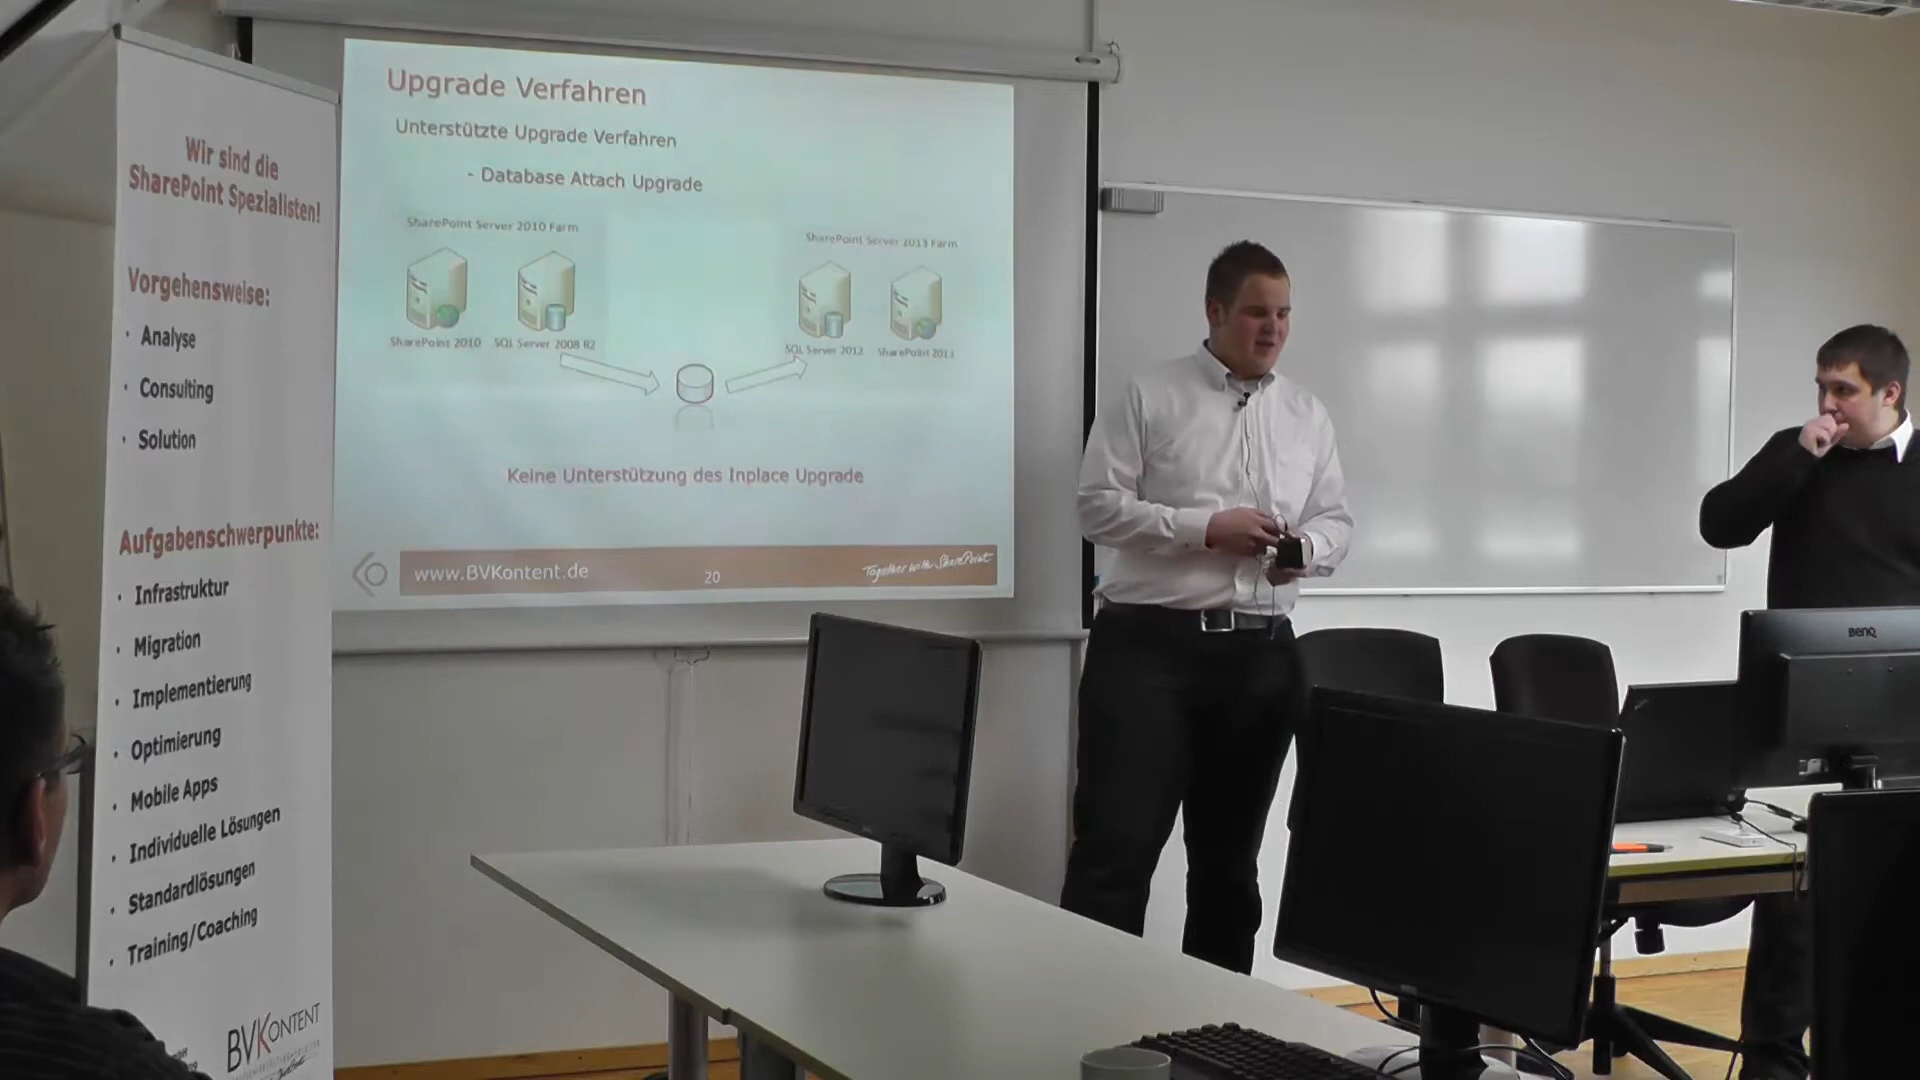 Wir sind die
SharePoint Spezialisten!
Vorgehensweise:
· Analyse
· Consulting
· Solution
Aufgabenschwerpunkte:
· Infrastruktur
· Migration
· Implementierung
· Optimierung
· Mobile Apps
· Individuelle Lösungen
· Standardlösungen
· Training/Coaching
BVKONTENT
Upgrade Verfahren
Unterstützte Upgrade Verfahren
- Database Attach Upgrade
SharePoint Server 2010 Farm
SharePoint Server 2013 Farm
SharePoint 2010
SQL Server 2008 R2
SQL Server 2012
SharePoint 2013
Keine Unterstützung des Inplace Upgrade
www.BVKontent.de
20
Together with SharePoint
BenQ